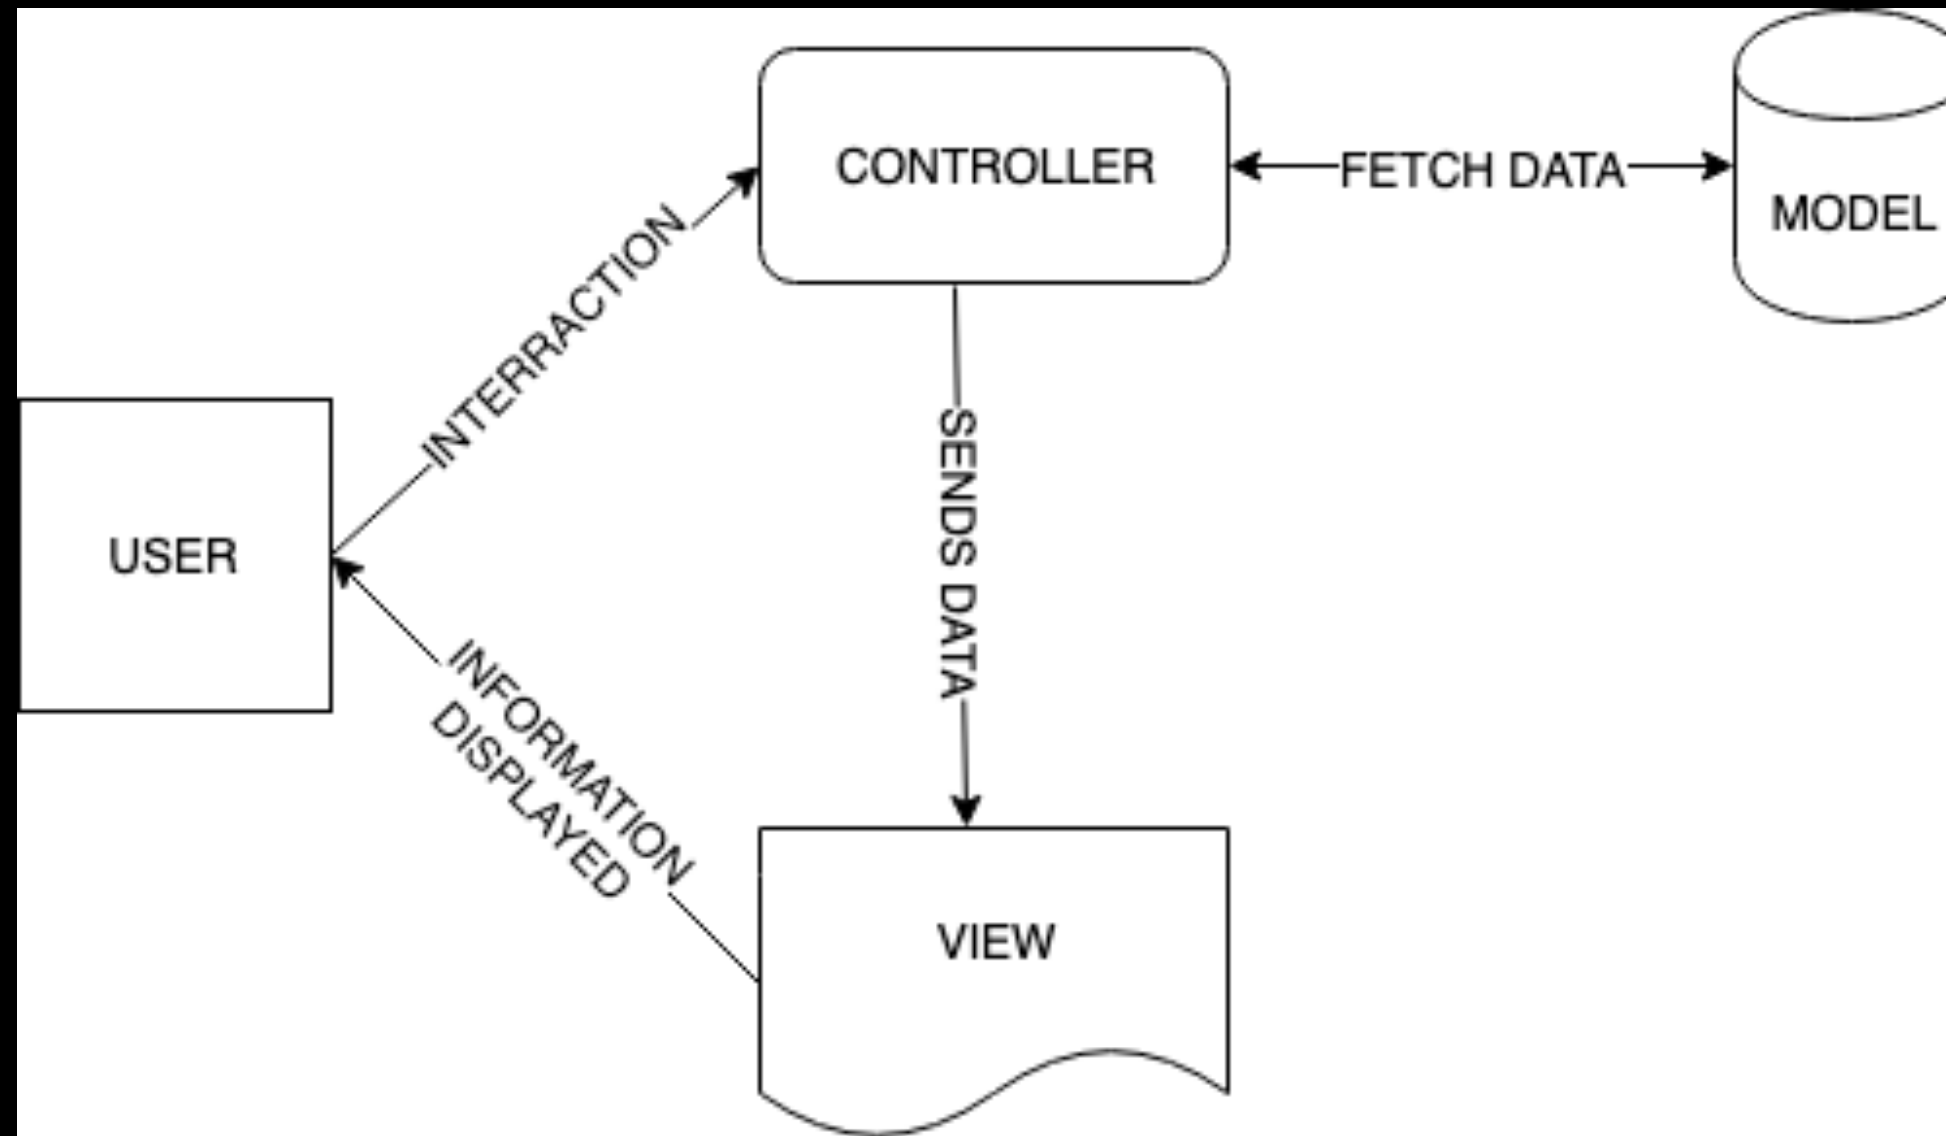 CONTROLLER
FETCH DATA
MODEL
INTERRACTION
SENDS DATA
USER
INFORMATION
DISPLAYED
VIEW